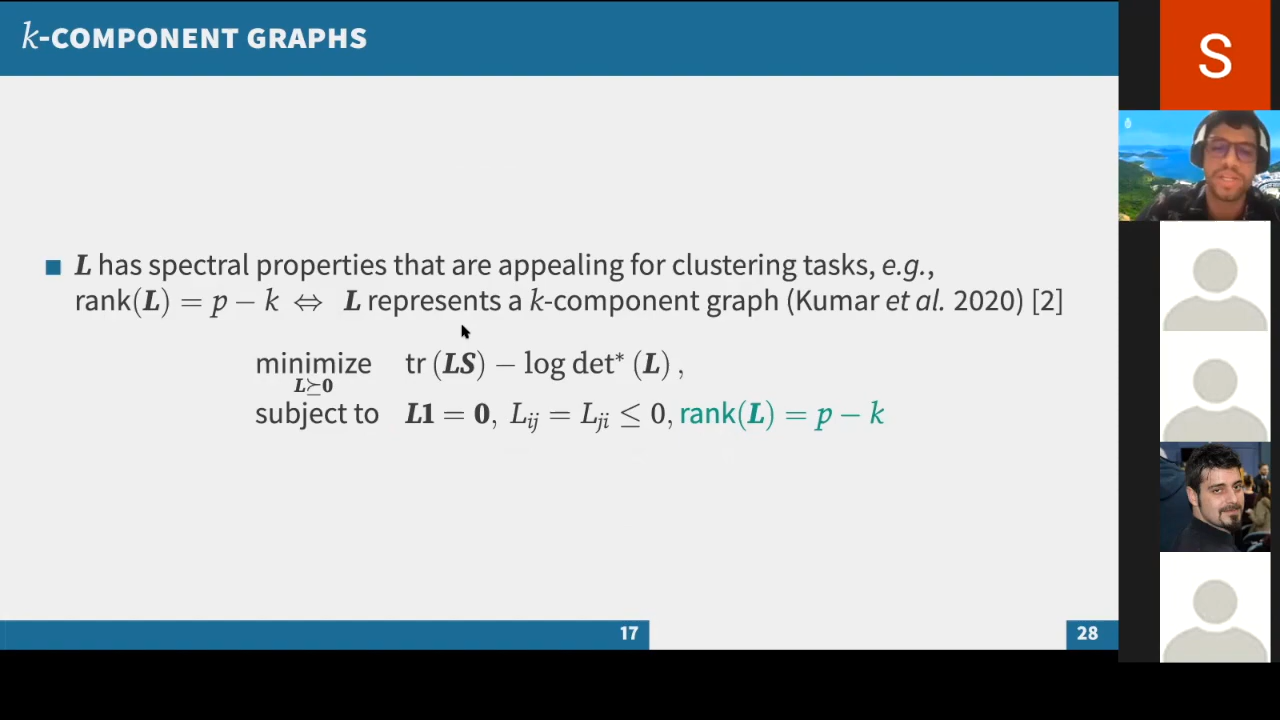 k-COMPONENT GRAPHS
S
■ L has spectral properties that are appealing for clustering tasks, e.g.,
rank(L) = p − k ⇔ L represents a k-component graph (Kumar et al. 2020) [2]
minimize tr (LS) − log det* (L) ,
L⪰0
subject to L1 = 0, Lᵢⱼ = Lⱼᵢ ≤ 0, rank(L) = p − k
17
28